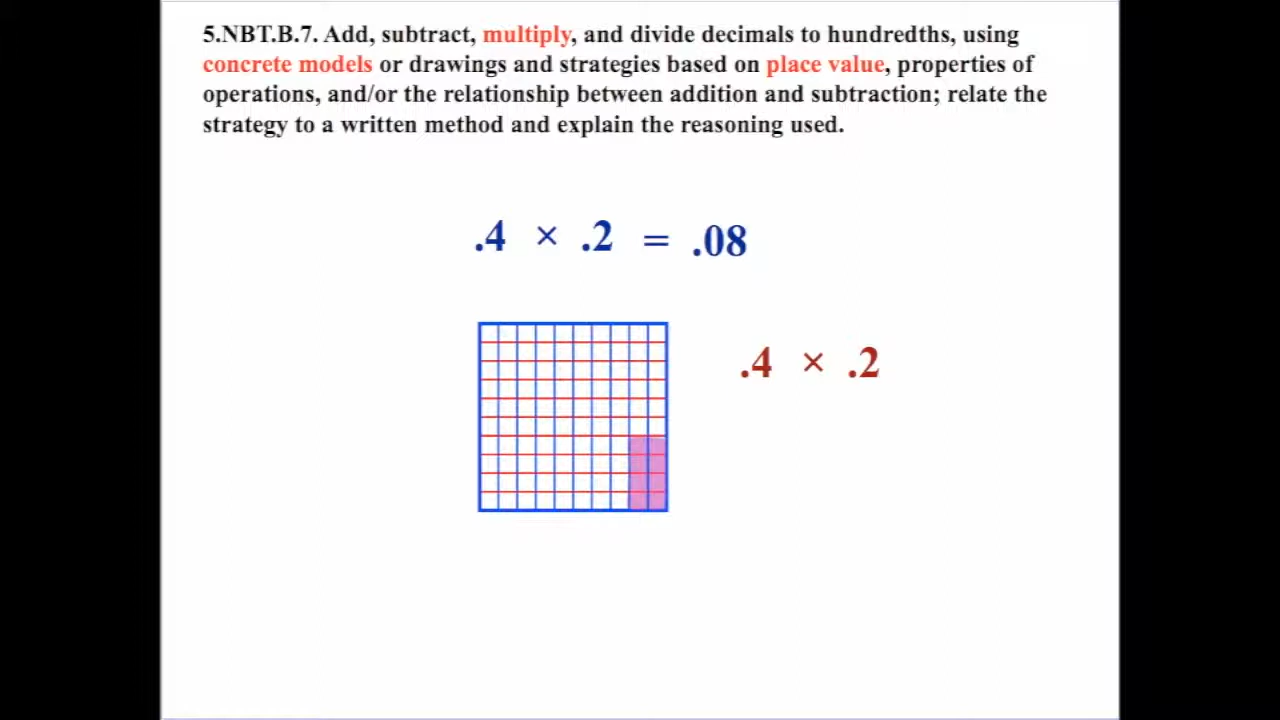 5.NBT.B.7. Add, subtract, multiply, and divide decimals to hundredths, using
concrete models or drawings and strategies based on place value, properties of
operations, and/or the relationship between addition and subtraction; relate the
strategy to a written method and explain the reasoning used.
.4 × .2 = .08
.4 × .2